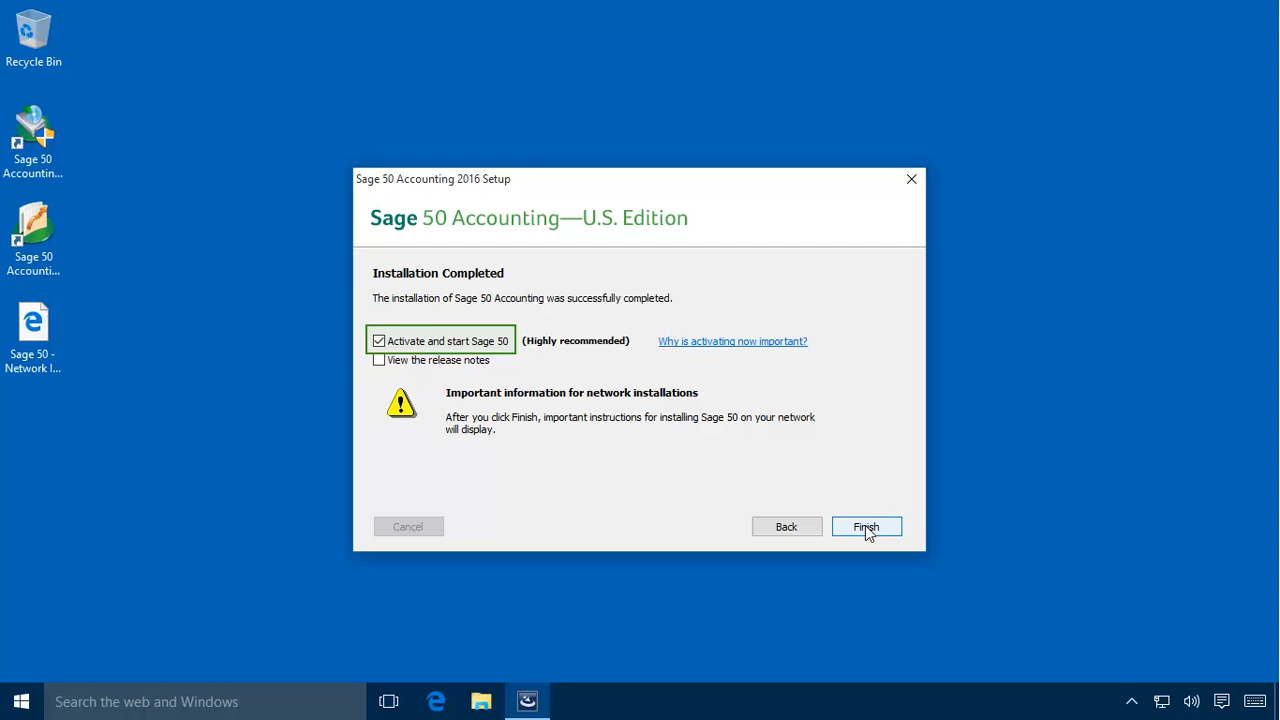 Recycle Bin
Sage 50
Accountin...
Sage 50
Accounti...
Sage 50 -
Network I...
Sage 50 Accounting 2016 Setup
Sage 50 Accounting—U.S. Edition
Installation Completed
The installation of Sage 50 Accounting was successfully completed.
Activate and start Sage 50 (Highly recommended) Why is activating now important?
View the release notes
Important information for network installations
After you click Finish, important instructions for installing Sage 50 on your network
will display.
Cancel Back Finish
Search the web and Windows